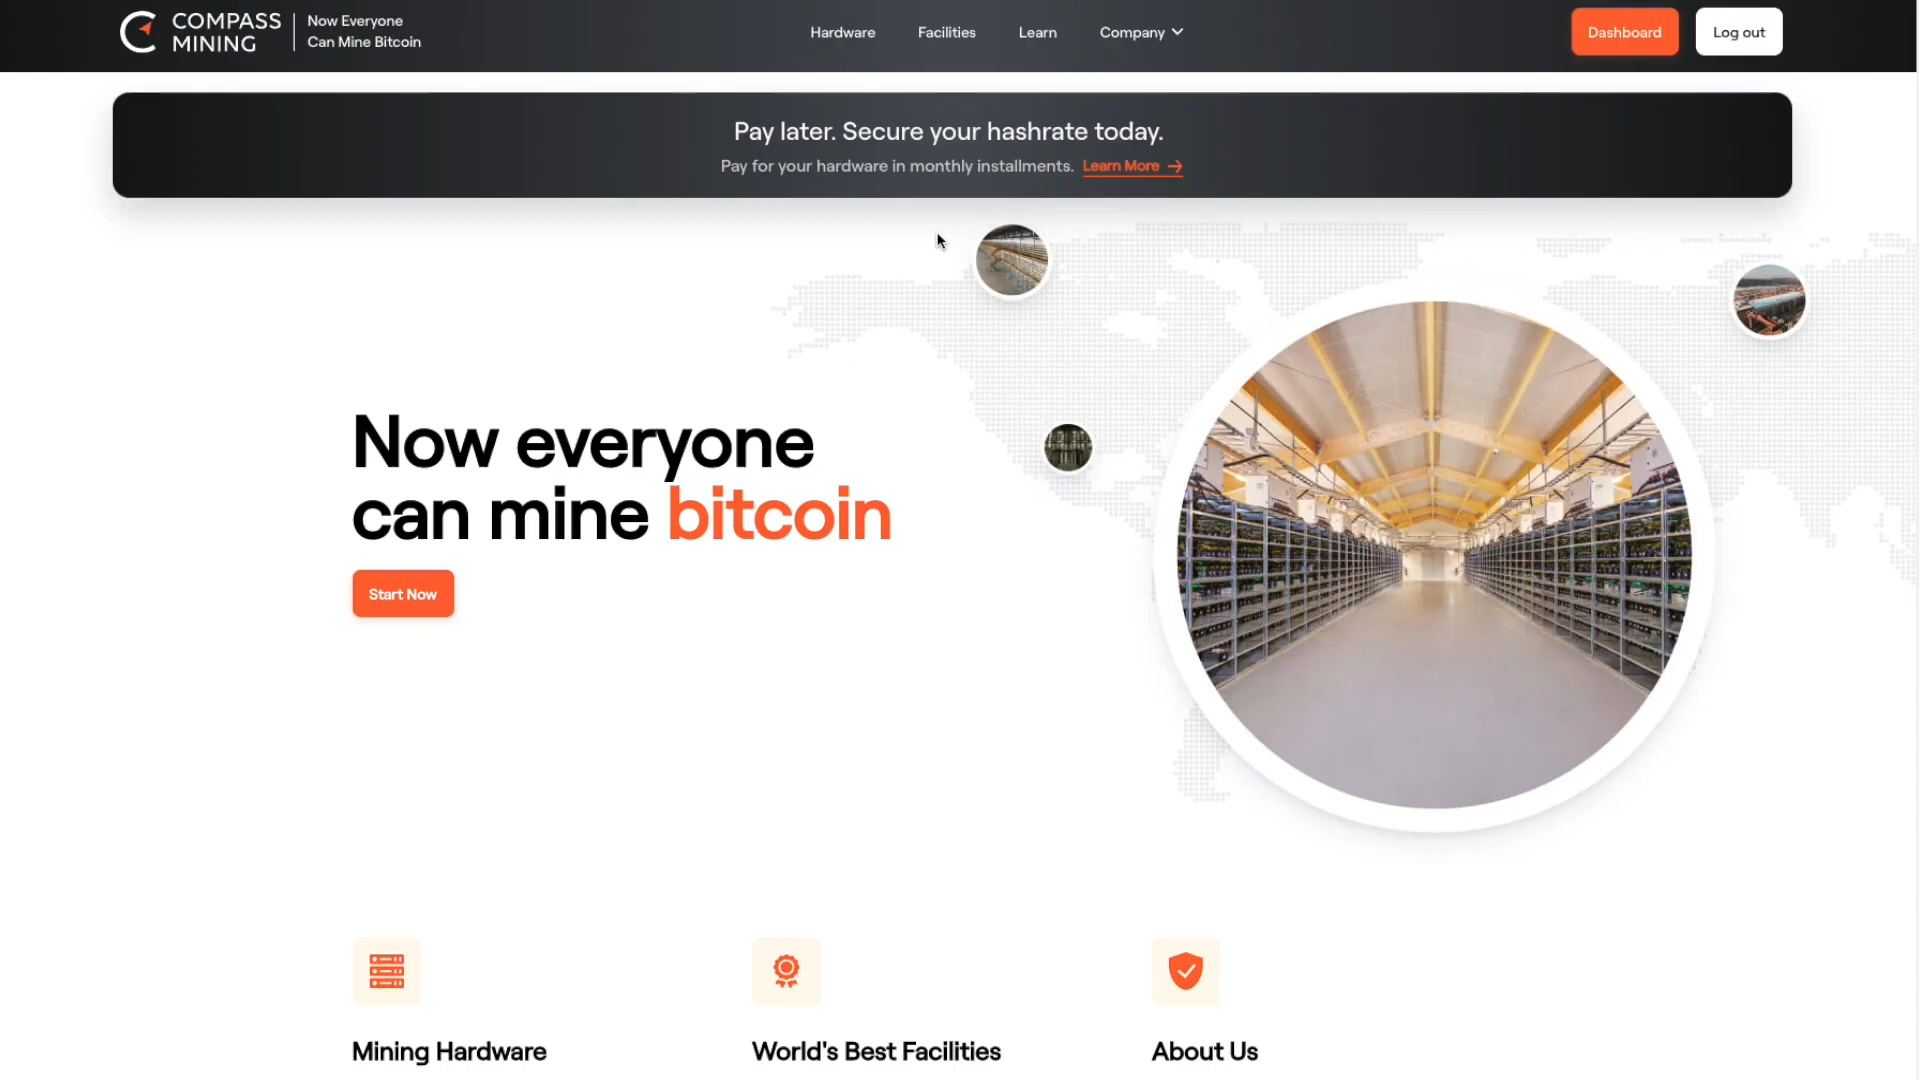 COMPASS
MINING
Now Everyone
Can Mine Bitcoin
Hardware
Facilities
Learn
Company
Dashboard
Log out
Pay later. Secure your hashrate today.
Pay for your hardware in monthly installments. Learn More →
Now everyone
can mine bitcoin
Start Now
Mining Hardware
World's Best Facilities
About Us